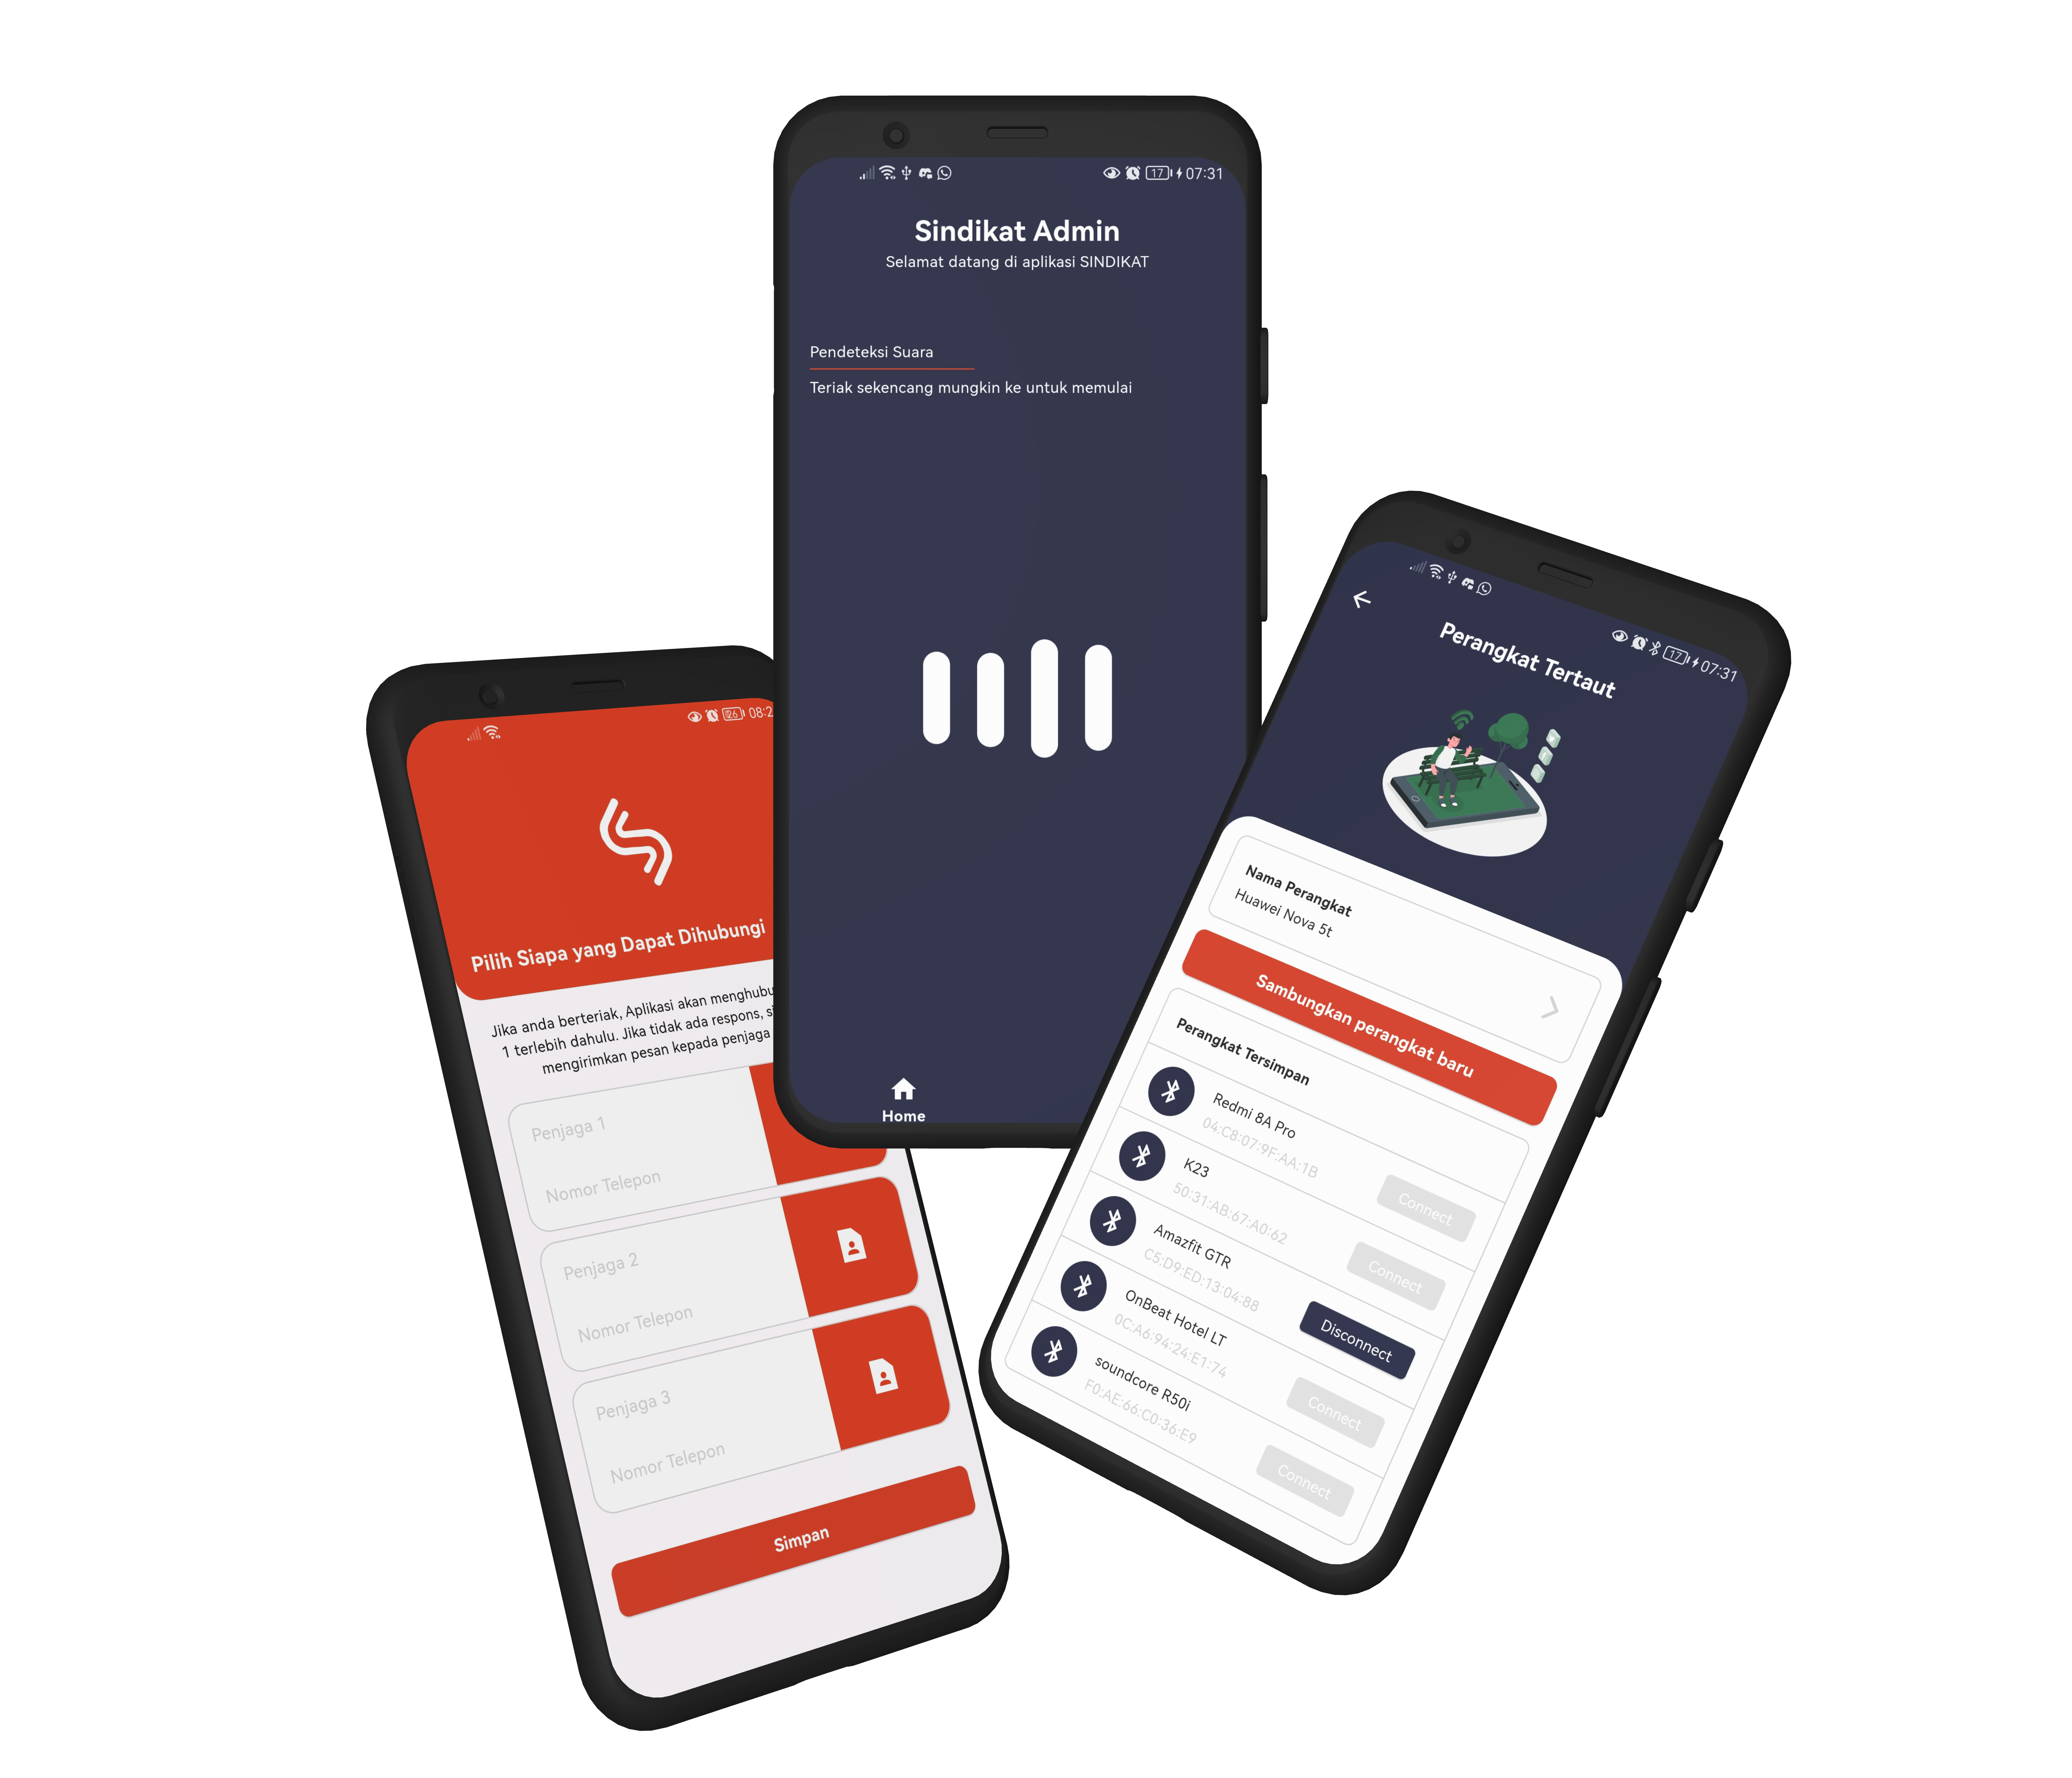 17 07:31
Sindikat Admin
Selamat datang di aplikasi SINDIKAT
Pendeteksi Suara
Teriak sekencang mungkin ke untuk memulai
Home
26 08:2
Pilih Siapa yang Dapat Dihubungi
Jika anda berteriak, Aplikasi akan menghubu
1 terlebih dahulu. Jika tidak ada respons, si
mengirimkan pesan kepada penjaga
Penjaga 1
Nomor Telepon
Penjaga 2
Nomor Telepon
Penjaga 3
Nomor Telepon
Simpan
17 07:31
Perangkat Tertaut
Nama Perangkat
Huawei Nova 5t
Sambungkan perangkat baru
Perangkat Tersimpan
Redmi 8A Pro
04:C8:07:9F:AA:1B
Connect
K23
50:31:AB:67:A0:62
Connect
Amazfit GTR
C5:D9:ED:13:04:88
Disconnect
OnBeat Hotel LT
0C:A6:94:24:E1:74
Connect
soundcore R50i
F0:AE:66:C0:36:E9
Connect